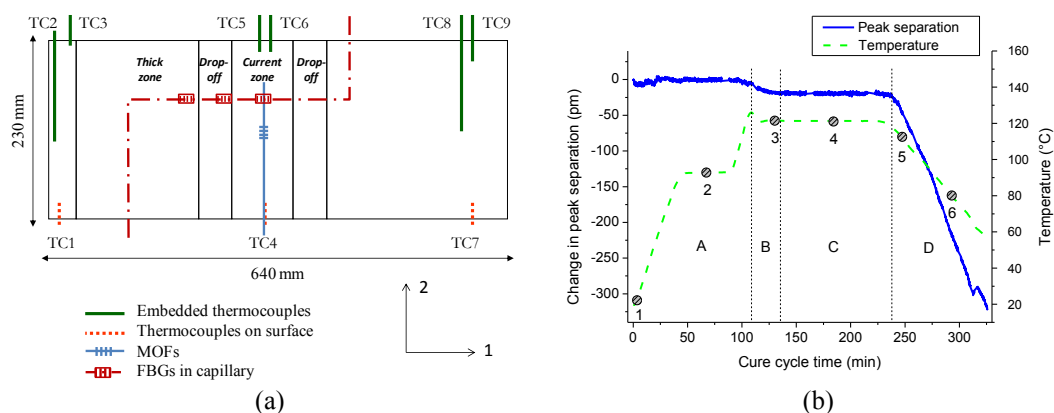 TC2
TC3
TC5
TC6
TC8
TC9
Thick
zone
Drop-
off
Current
zone
Drop-
off
230 mm
TC1
TC4
TC7
640 mm
Embedded thermocouples
Thermocouples on surface
MOFs
FBGs in capillary
2
1
(a)
Peak separation
Temperature
Change in peak separation (pm)
0
-50
-100
-150
-200
-250
-300
160
140
120
100
80
60
40
20
Temperature (°C)
1
2
3
4
5
6
A
B
C
D
0
50
100
150
200
250
300
Cure cycle time (min)
(b)